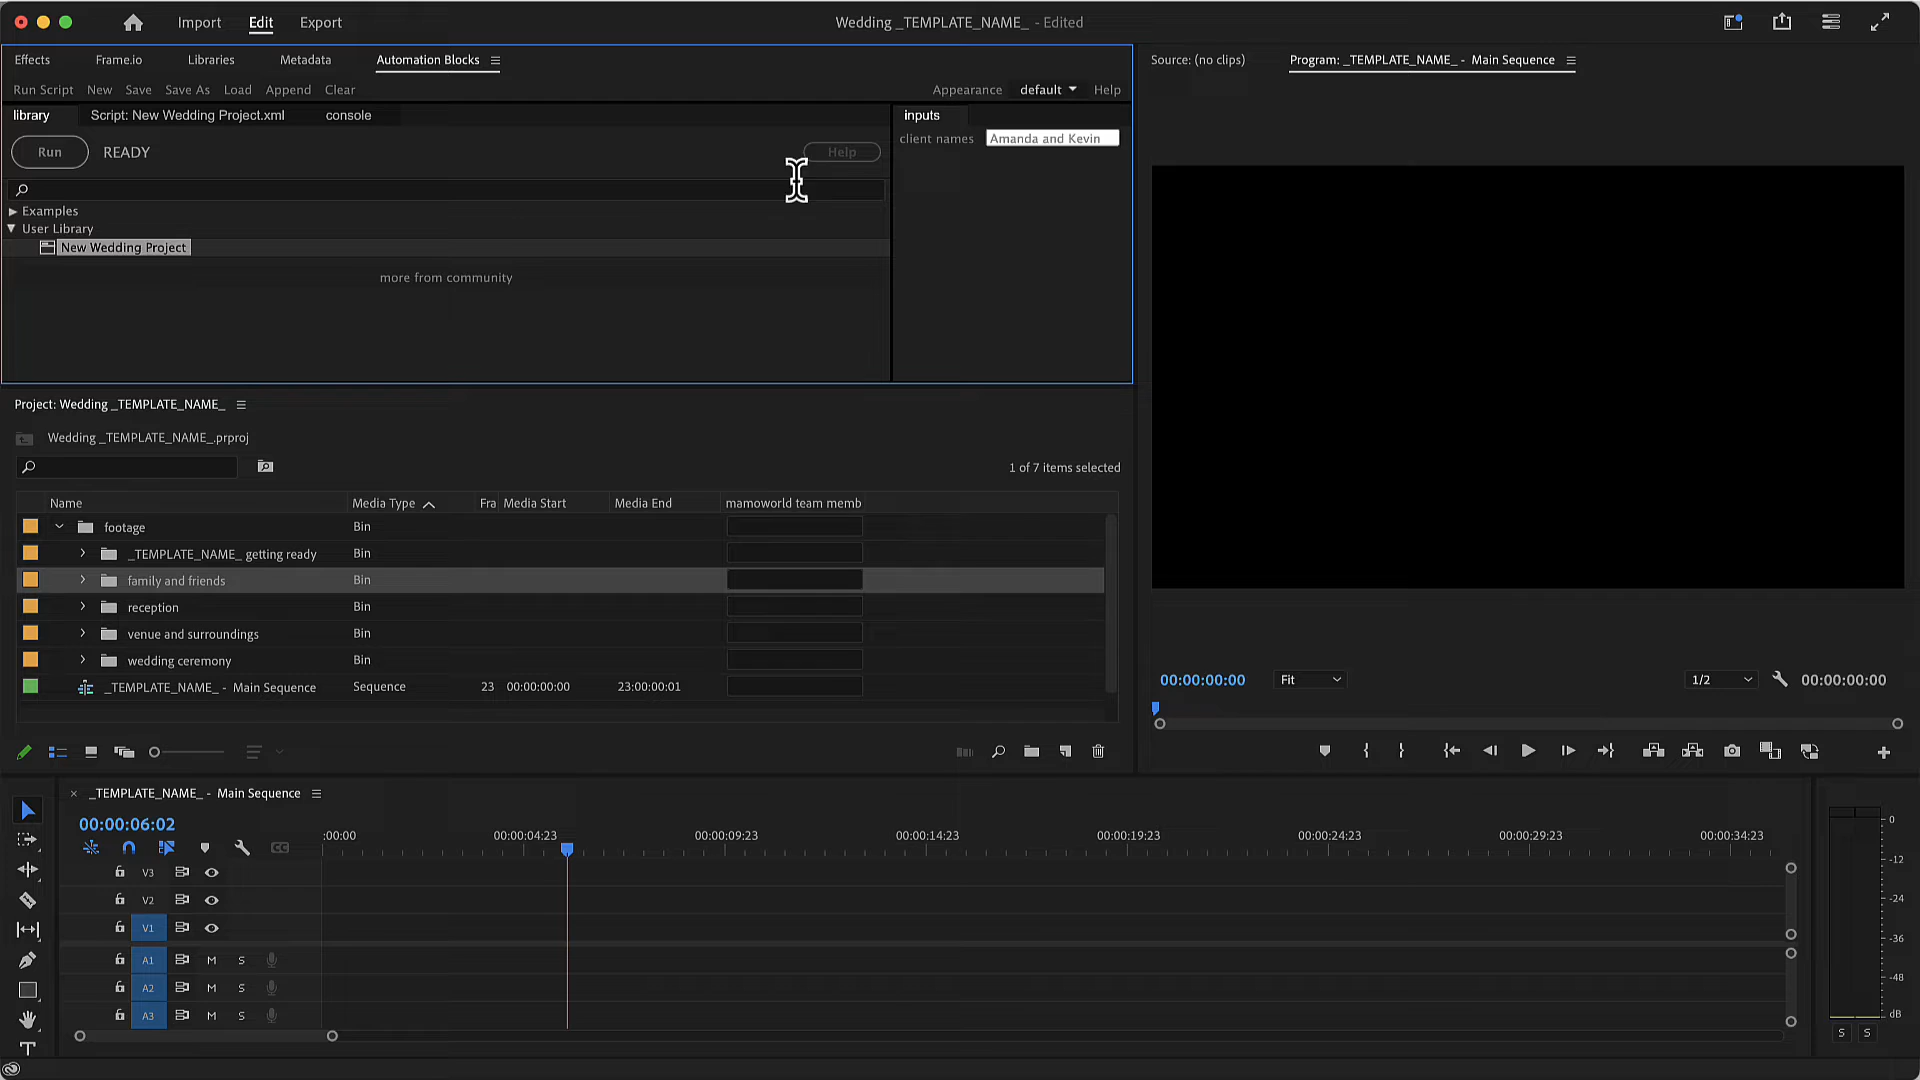 Import Edit Export Wedding _TEMPLATE_NAME_ - Edited
Effects Frame.io Libraries Metadata Automation Blocks
Run Script New Save Save As Load Append Clear Appearance default Help
library Script: New Wedding Project.xml console
Run READY Help
Examples
User Library
New Wedding Project
more from community
inputs
client names Amanda and Kevin
Source: (no clips) Program: _TEMPLATE_NAME_ - Main Sequence
Project: Wedding _TEMPLATE_NAME_
Wedding _TEMPLATE_NAME_.prproj
1 of 7 items selected
Name Media Type Fra Media Start Media End mamoworld team memb
footage Bin
_TEMPLATE_NAME_ getting ready Bin
family and friends Bin
reception Bin
venue and surroundings Bin
wedding ceremony Bin
_TEMPLATE_NAME_ - Main Sequence Sequence 23 00:00:00:00 23:00:00:01
00:00:00:00 Fit 1/2 00:00:00:00
_TEMPLATE_NAME_ - Main Sequence
00:00:06:02
:00:00 00:00:04:23 00:00:09:23 00:00:14:23 00:00:19:23 00:00:24:23 00:00:29:23 00:00:34:23
CC
V3
V2
V1
A1 M S
A2 M S
A3 M S
0
-12
-24
-36
-48
dB
S S